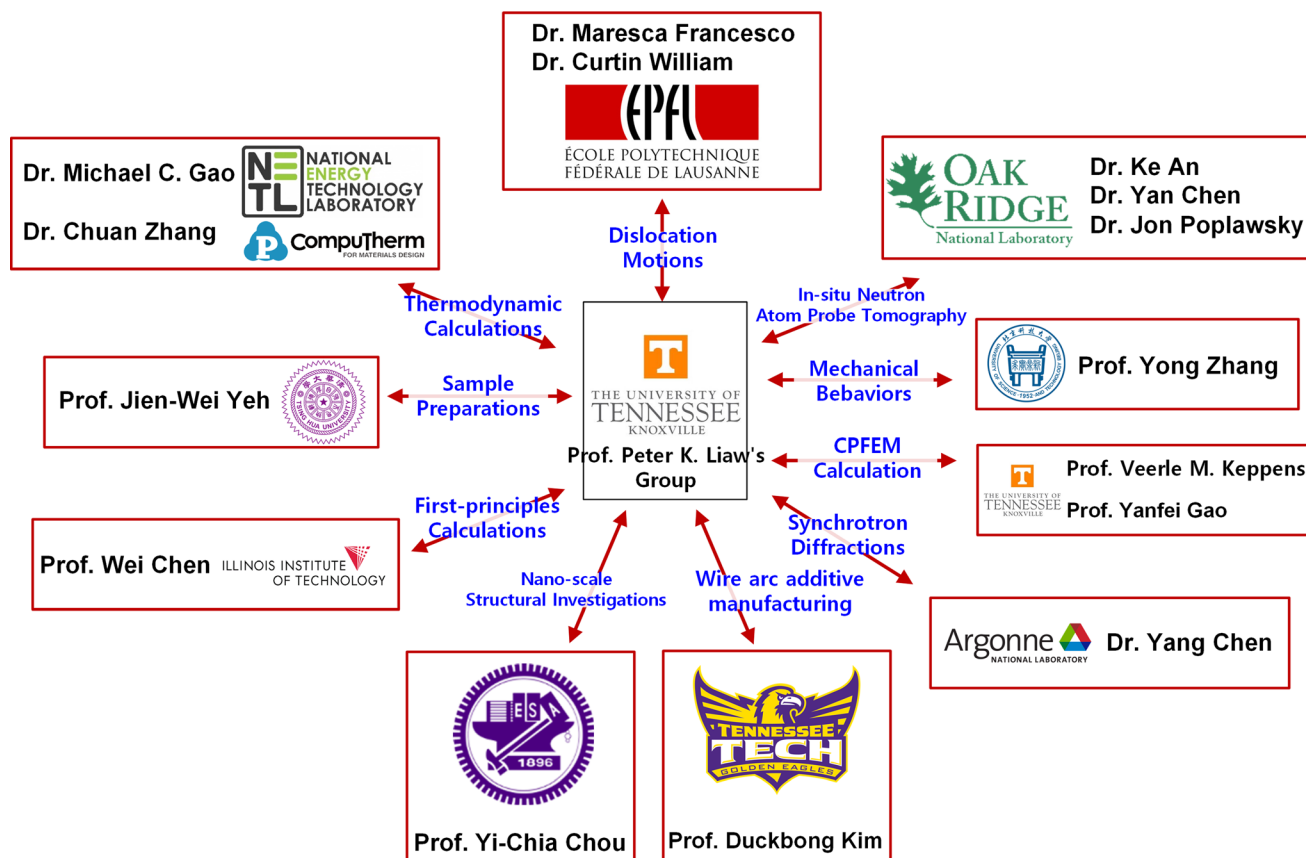 Dr. Maresca Francesco
Dr. Curtin William
EPFL
ÉCOLE POLYTECHNIQUE
FÉDÉRALE DE LAUSANNE
Dr. Michael C. Gao
NETL
NATIONAL
ENERGY
TECHNOLOGY
LABORATORY
Dr. Chuan Zhang
P
CompuTherm
FOR MATERIALS DESIGN
OAK
RIDGE
National Laboratory
Dr. Ke An
Dr. Yan Chen
Dr. Jon Poplawsky
Dislocation
Motions
Thermodynamic
Calculations
In-situ Neutron
Atom Probe Tomography
T
THE UNIVERSITY OF
TENNESSEE
KNOXVILLE
Prof. Peter K. Liaw's
Group
Prof. Jien-Wei Yeh
TSING HUA UNIVERSITY
Sample
Preparations
Mechanical
Bebaviors
1952
Prof. Yong Zhang
CPFEM
Calculation
T
THE UNIVERSITY OF
TENNESSEE
KNOXVILLE
Prof. Veerle M. Keppens
Prof. Yanfei Gao
First-principles
Calculations
Synchrotron
Diffractions
Prof. Wei Chen
ILLINOIS INSTITUTE
OF TECHNOLOGY
Nano-scale
Structural Investigations
Wire arc additive
manufacturing
Argonne
NATIONAL LABORATORY
Dr. Yang Chen
ESA
1896
Prof. Yi-Chia Chou
TENNESSEE
TECH
GOLDEN EAGLES
Prof. Duckbong Kim